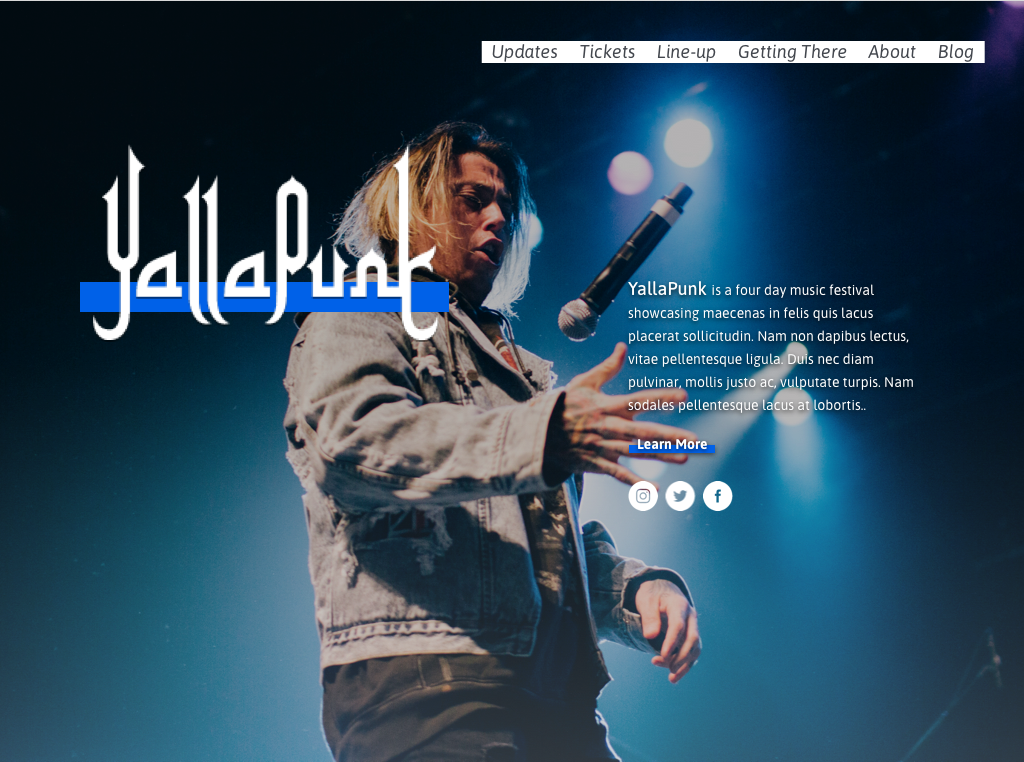 Updates Tickets Line-up Getting There About Blog
YallaPunk
YallaPunk is a four day music festival
showcasing maecenas in felis quis lacus
placerat sollicitudin. Nam non dapibus lectus,
vitae pellentesque ligula. Duis nec diam
pulvinar, mollis justo ac, vulputate turpis. Nam
sodales pellentesque lacus at lobortis..
Learn More